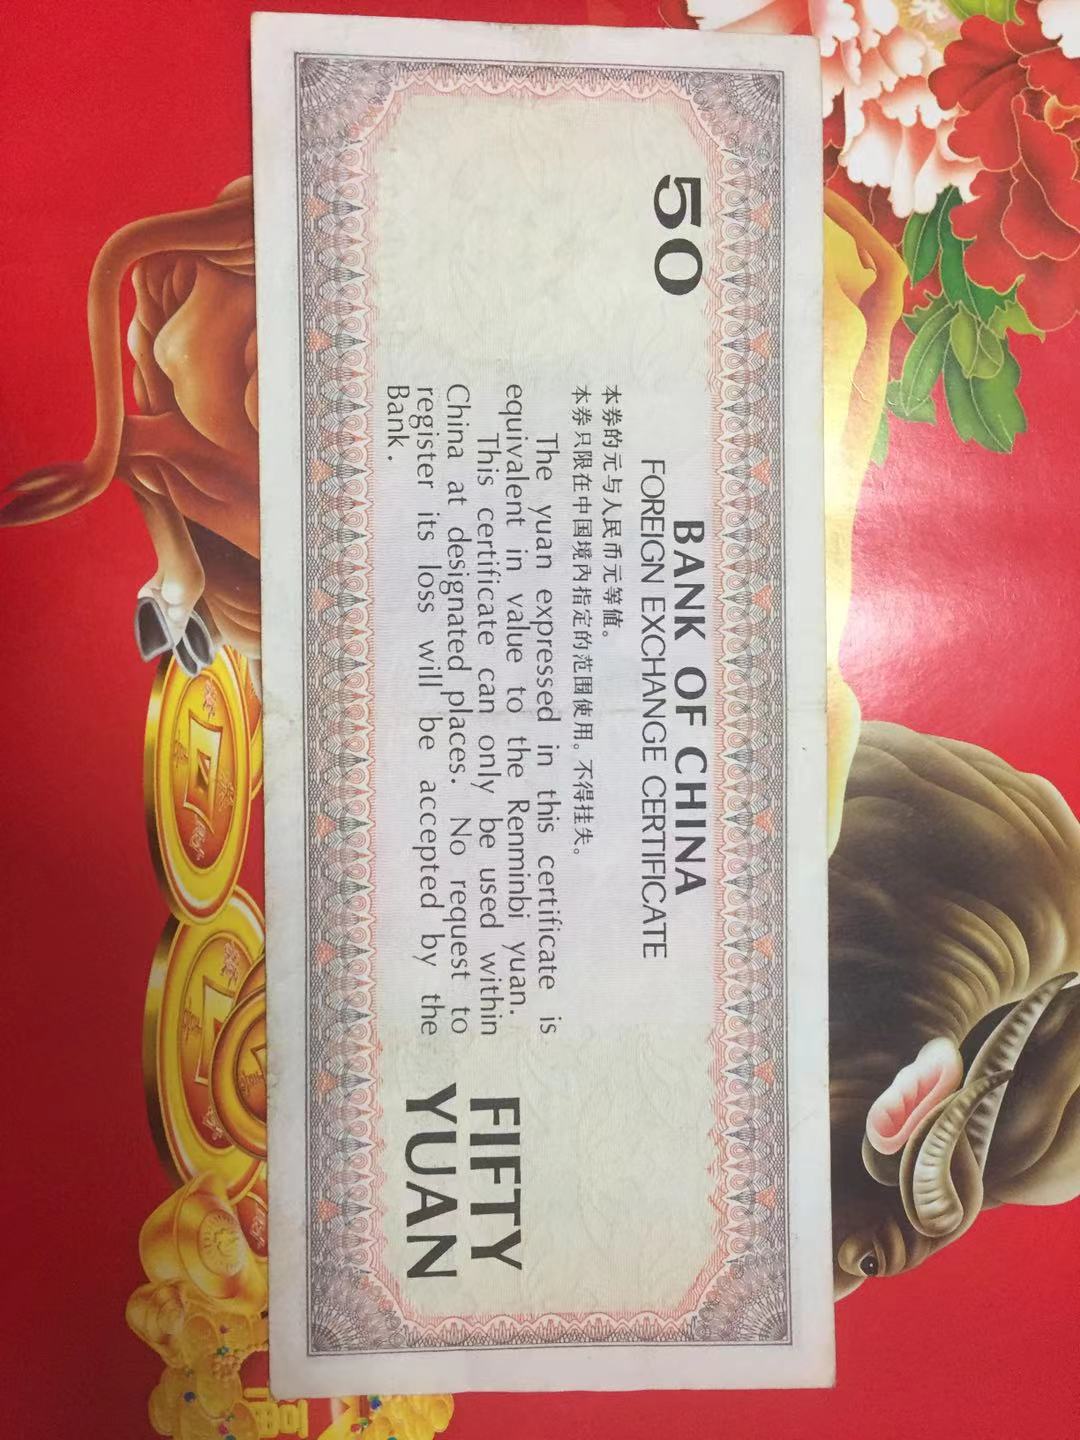 50
BANK OF CHINA
FOREIGN EXCHANGE CERTIFICATE
本券的元与人民币元等值。
本券只限在中国境内指定的范围使用。不得挂失。
The yuan expressed in this certificate is
equivalent in value to the Renminbi yuan.
This certificate can only be used within
China at designated places. No request to
register its loss will be accepted by the
Bank.
FIFTY
YUAN